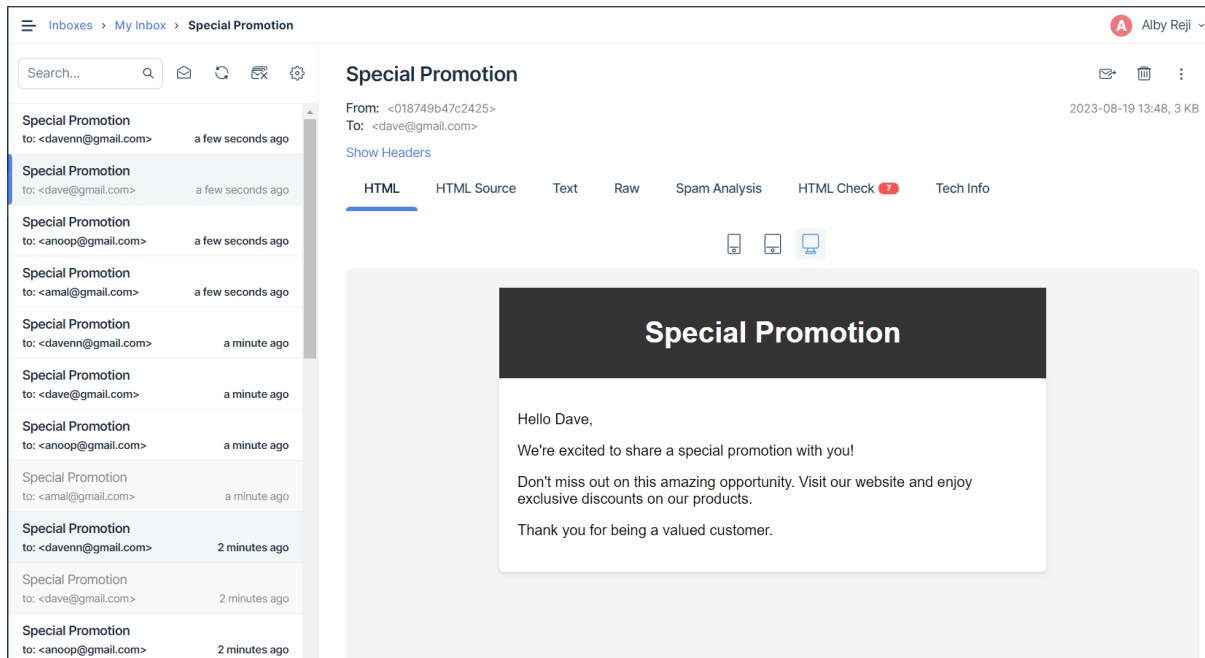 Inboxes › My Inbox › Special Promotion
A Alby Reji
Search...
Special Promotion
to: <davenn@gmail.com> a few seconds ago
Special Promotion
to: <dave@gmail.com> a few seconds ago
Special Promotion
to: <anoop@gmail.com> a few seconds ago
Special Promotion
to: <amal@gmail.com> a few seconds ago
Special Promotion
to: <davenn@gmail.com> a minute ago
Special Promotion
to: <dave@gmail.com> a minute ago
Special Promotion
to: <anoop@gmail.com> a minute ago
Special Promotion
to: <amal@gmail.com> a minute ago
Special Promotion
to: <davenn@gmail.com> 2 minutes ago
Special Promotion
to: <dave@gmail.com> 2 minutes ago
Special Promotion
to: <anoop@gmail.com> 2 minutes ago
Special Promotion
From: <018749b47c2425> 2023-08-19 13:48, 3 KB
To: <dave@gmail.com>
Show Headers
HTML HTML Source Text Raw Spam Analysis HTML Check 7 Tech Info
Special Promotion
Hello Dave,
We're excited to share a special promotion with you!
Don't miss out on this amazing opportunity. Visit our website and enjoy
exclusive discounts on our products.
Thank you for being a valued customer.